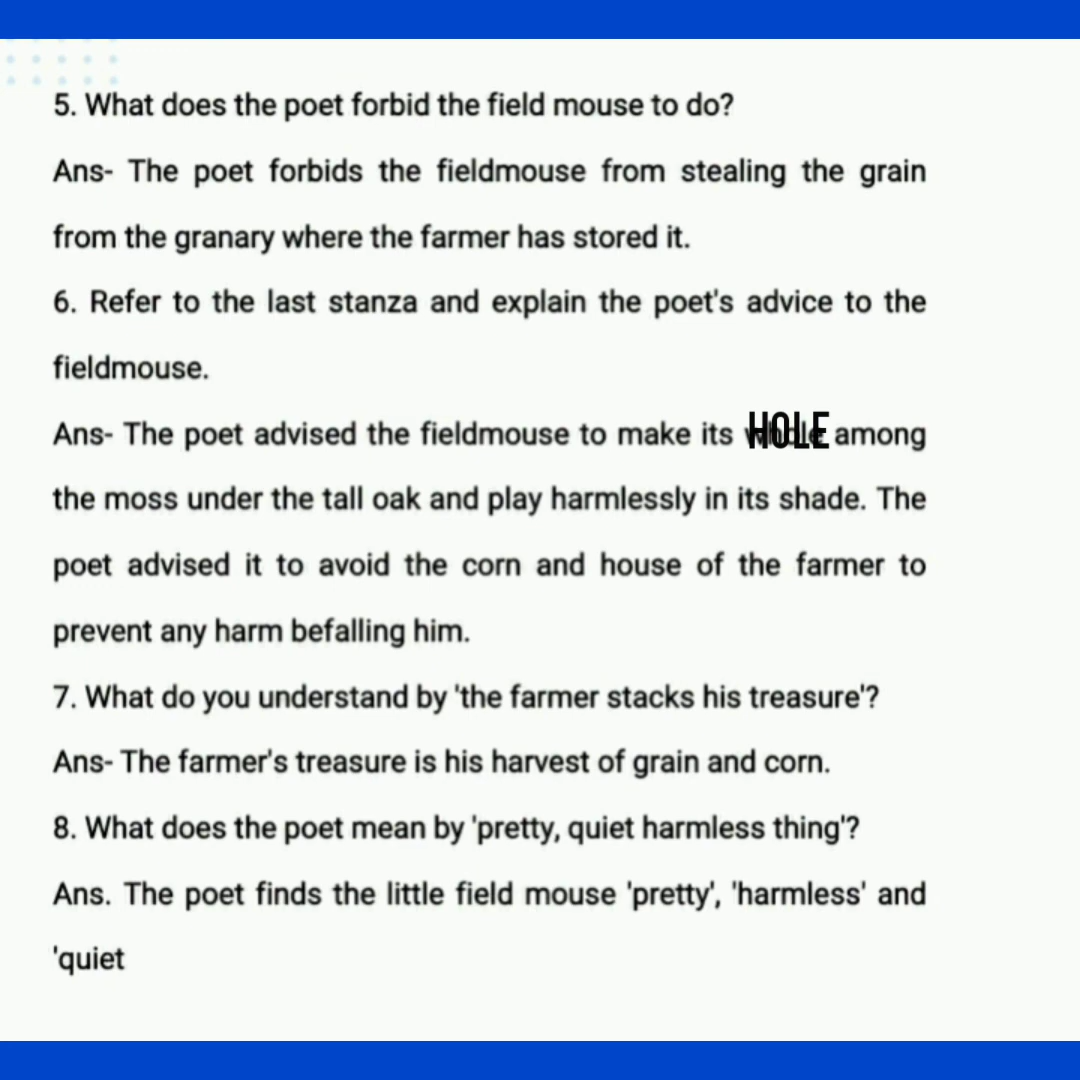 5. What does the poet forbid the field mouse to do?
Ans- The poet forbids the fieldmouse from stealing the grain
from the granary where the farmer has stored it.
6. Refer to the last stanza and explain the poet's advice to the
fieldmouse.
Ans- The poet advised the fieldmouse to make its HOLE among
the moss under the tall oak and play harmlessly in its shade. The
poet advised it to avoid the corn and house of the farmer to
prevent any harm befalling him.
7. What do you understand by 'the farmer stacks his treasure'?
Ans- The farmer's treasure is his harvest of grain and corn.
8. What does the poet mean by 'pretty, quiet harmless thing'?
Ans. The poet finds the little field mouse 'pretty', 'harmless' and
'quiet